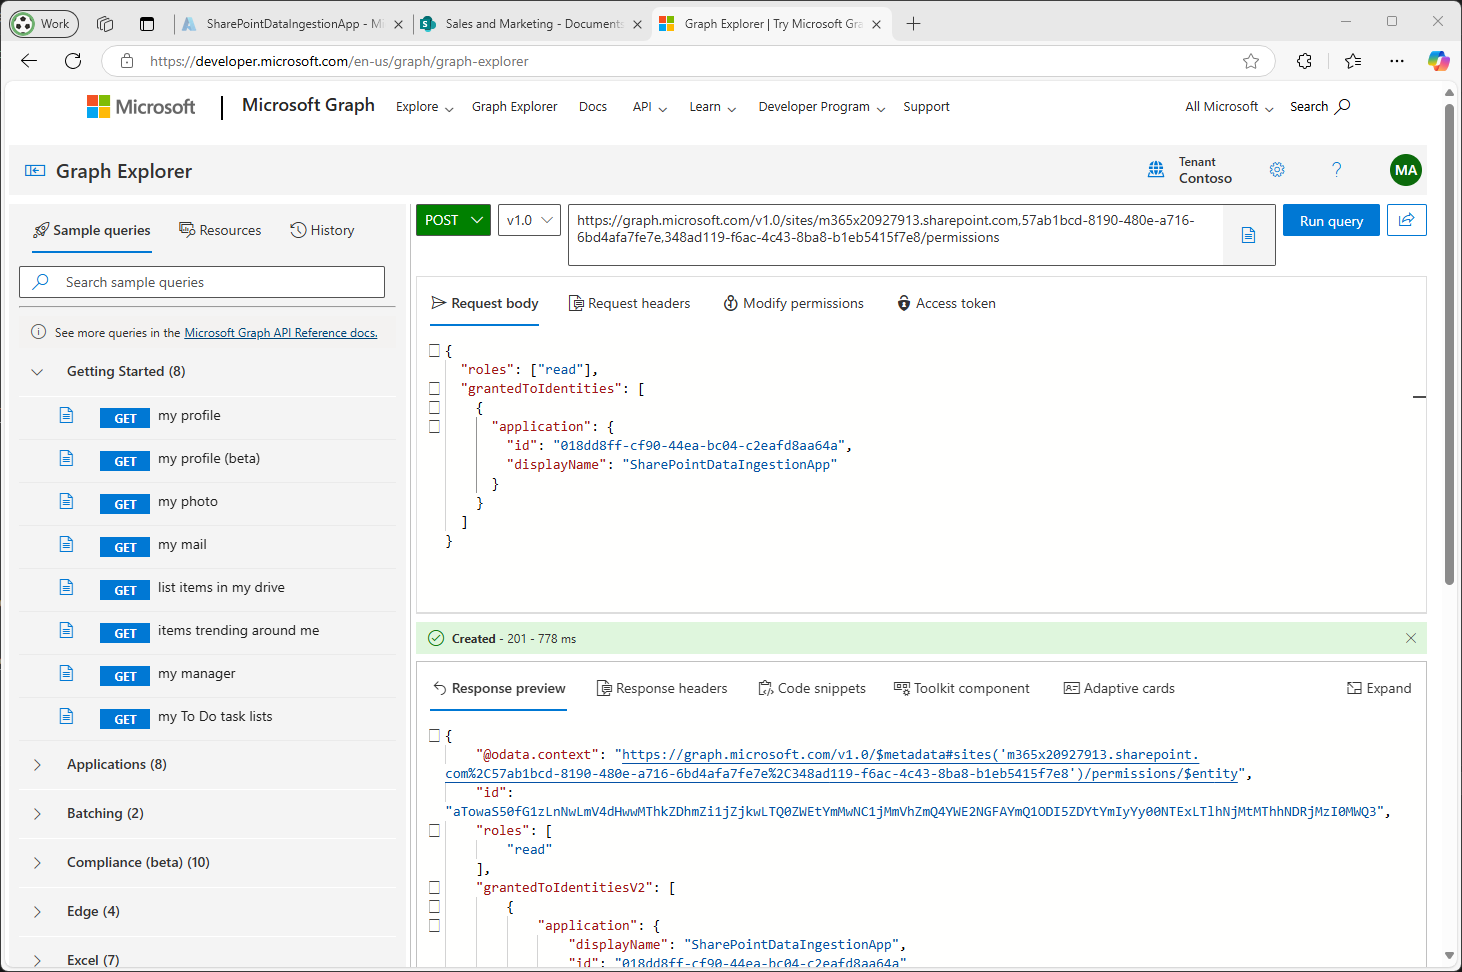 Work
SharePointDataIngestionApp - Mi
Sales and Marketing - Documents
Graph Explorer | Try Microsoft Gra
https://developer.microsoft.com/en-us/graph/graph-explorer
Microsoft
Microsoft Graph
Explore
Graph Explorer
Docs
API
Learn
Developer Program
Support
All Microsoft
Search
Graph Explorer
Tenant
Contoso
?
MA
Sample queries
Resources
History
Search sample queries
See more queries in the Microsoft Graph API Reference docs.
Getting Started (8)
GET my profile
GET my profile (beta)
GET my photo
GET my mail
GET list items in my drive
GET items trending around me
GET my manager
GET my To Do task lists
Applications (8)
Batching (2)
Compliance (beta) (10)
Edge (4)
Excel (7)
POST
v1.0
https://graph.microsoft.com/v1.0/sites/m365x20927913.sharepoint.com,57ab1bcd-8190-480e-a716-
6bd4afa7fe7e,348ad119-f6ac-4c43-8ba8-b1eb5415f7e8/permissions
Run query
Request body
Request headers
Modify permissions
Access token
{
"roles": ["read"],
"grantedToIdentities": [
{
"application": {
"id": "018dd8ff-cf90-44ea-bc04-c2eafd8aa64a",
"displayName": "SharePointDataIngestionApp"
}
}
]
}
Created - 201 - 778 ms
Response preview
Response headers
Code snippets
Toolkit component
Adaptive cards
Expand
{
"@odata.context": "https://graph.microsoft.com/v1.0/$metadata#sites('m365x20927913.sharepoint.
com%2C57ab1bcd-8190-480e-a716-6bd4afa7fe7e%2C348ad119-f6ac-4c43-8ba8-b1eb5415f7e8')/permissions/$entity",
"id":
"aTowaS50fG1zLnNwLmV4dHwwMThkZDhmZi1jZjkwLTQ0ZWEtYmMwNC1jMmVhZmQ4YWE2NGFAYmQ1ODI5ZDYtYmIyYy00NTExLTlhNjMtMThhNDRjMzI0MWQ3",
"roles": [
"read"
],
"grantedToIdentitiesV2": [
{
"application": {
"displayName": "SharePointDataIngestionApp",
"id": "018dd8ff-cf90-44ea-bc04-c2eafd8aa64a"